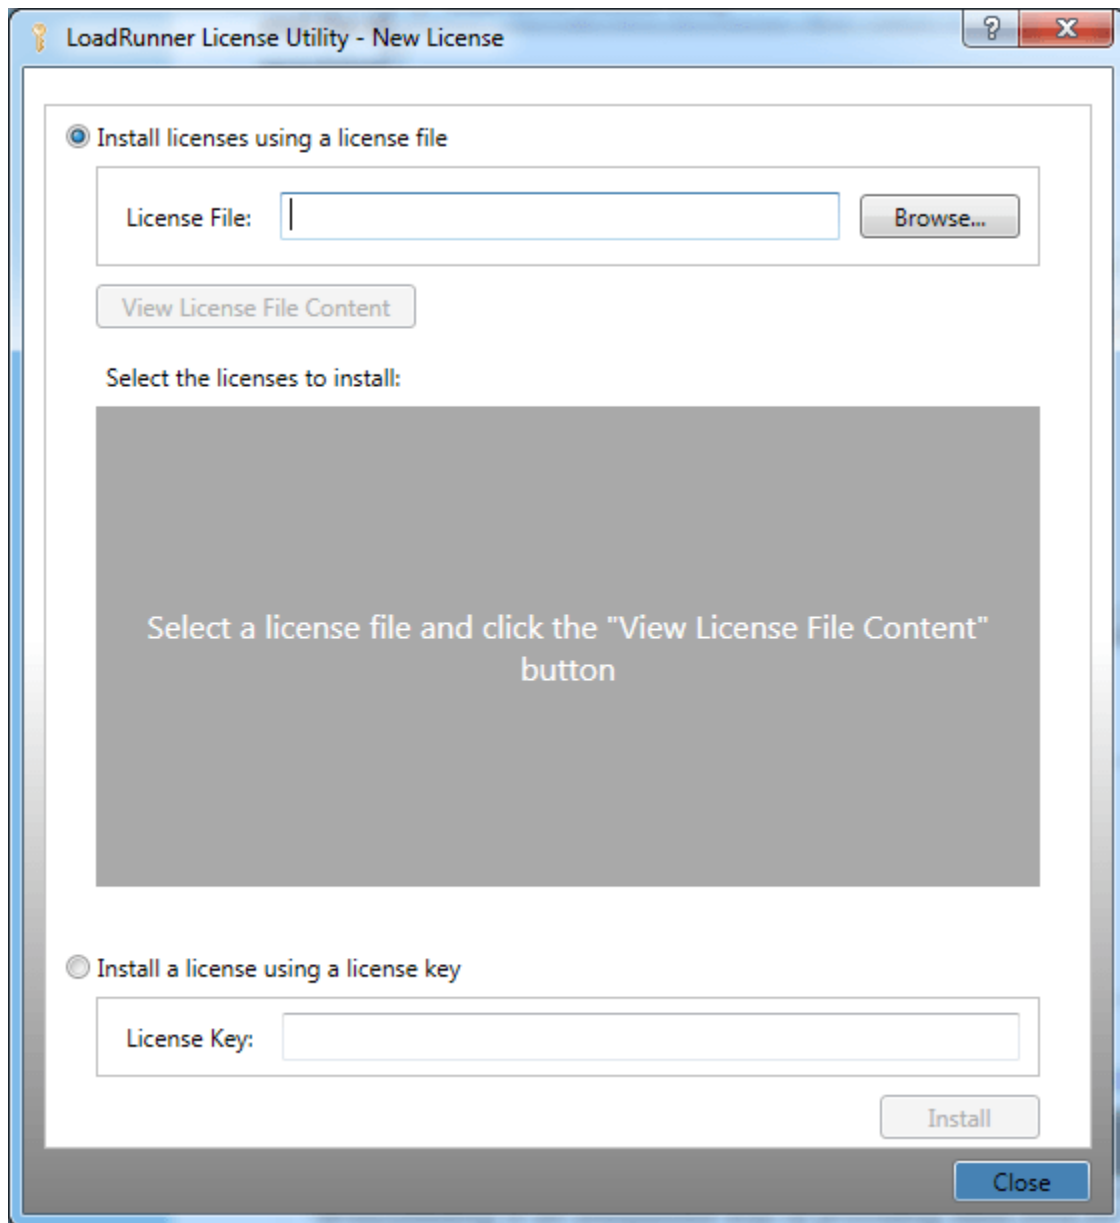 LoadRunner License Utility - New License
?
Install licenses using a license file
License File:
Browse...
View License File Content
Select the licenses to install:
Select a license file and click the "View License File Content"
button
Install a license using a license key
License Key:
Install
Close